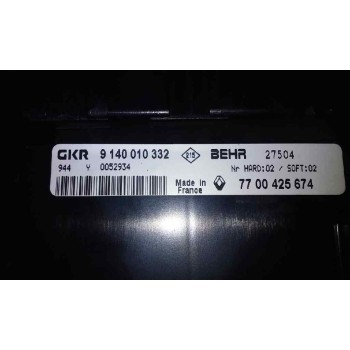 GKR 9 140 010 332 215 BEHR 27504
944 Y 0052934 Nr HARD:02 / SOFT:02
Made in
France 77 00 425 674